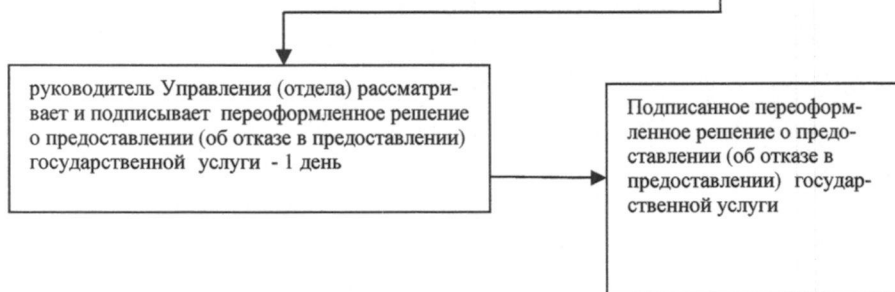 руководитель Управления (отдела) рассматри-
вает и подписывает переоформленное решение
о предоставлении (об отказе в предоставлении)
государственной услуги - 1 день
Подписанное переоформ-
ленное решение о предо-
ставлении (об отказе в
предоставлении) государ-
ственной услуги